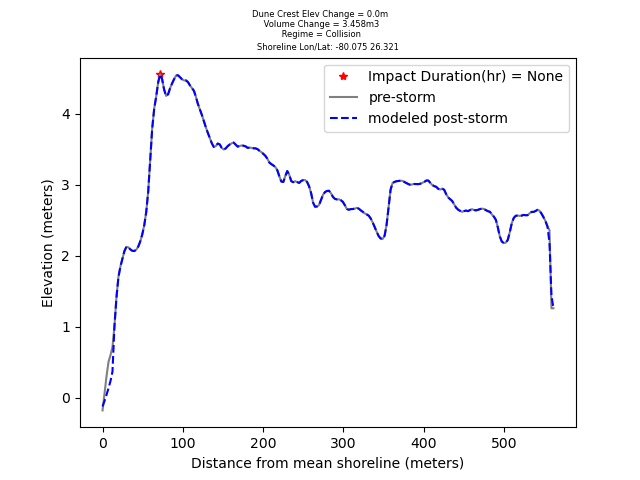 Dune Crest Elev Change = 0.0m
Volume Change = 3.458m3
Regime = Collision
Shoreline Lon/Lat: -80.075 26.321
Impact Duration(hr) = None
pre-storm
modeled post-storm
Elevation (meters)
4
3
2
1
0
0 100 200 300 400 500
Distance from mean shoreline (meters)